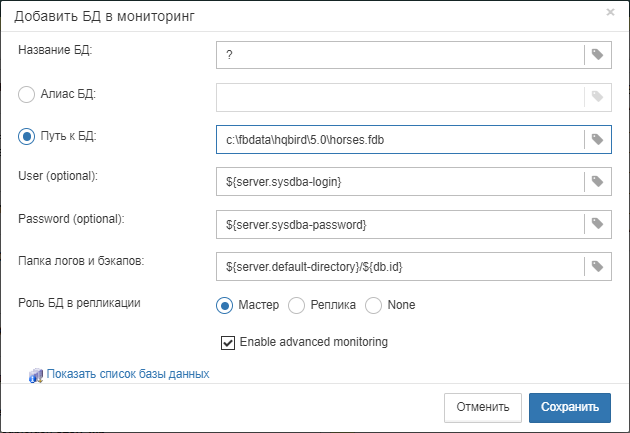 Добавить БД в мониторинг
×
Название БД:
?
Алиас БД:
Путь к БД:
c:\fbdata\hqbird\5.0\horses.fdb
User (optional):
${server.sysdba-login}
Password (optional):
${server.sysdba-password}
Папка логов и бэкапов:
${server.default-directory}/${db.id}
Роль БД в репликации
Мастер Реплика None
Enable advanced monitoring
Показать список базы данных
Отменить Сохранить